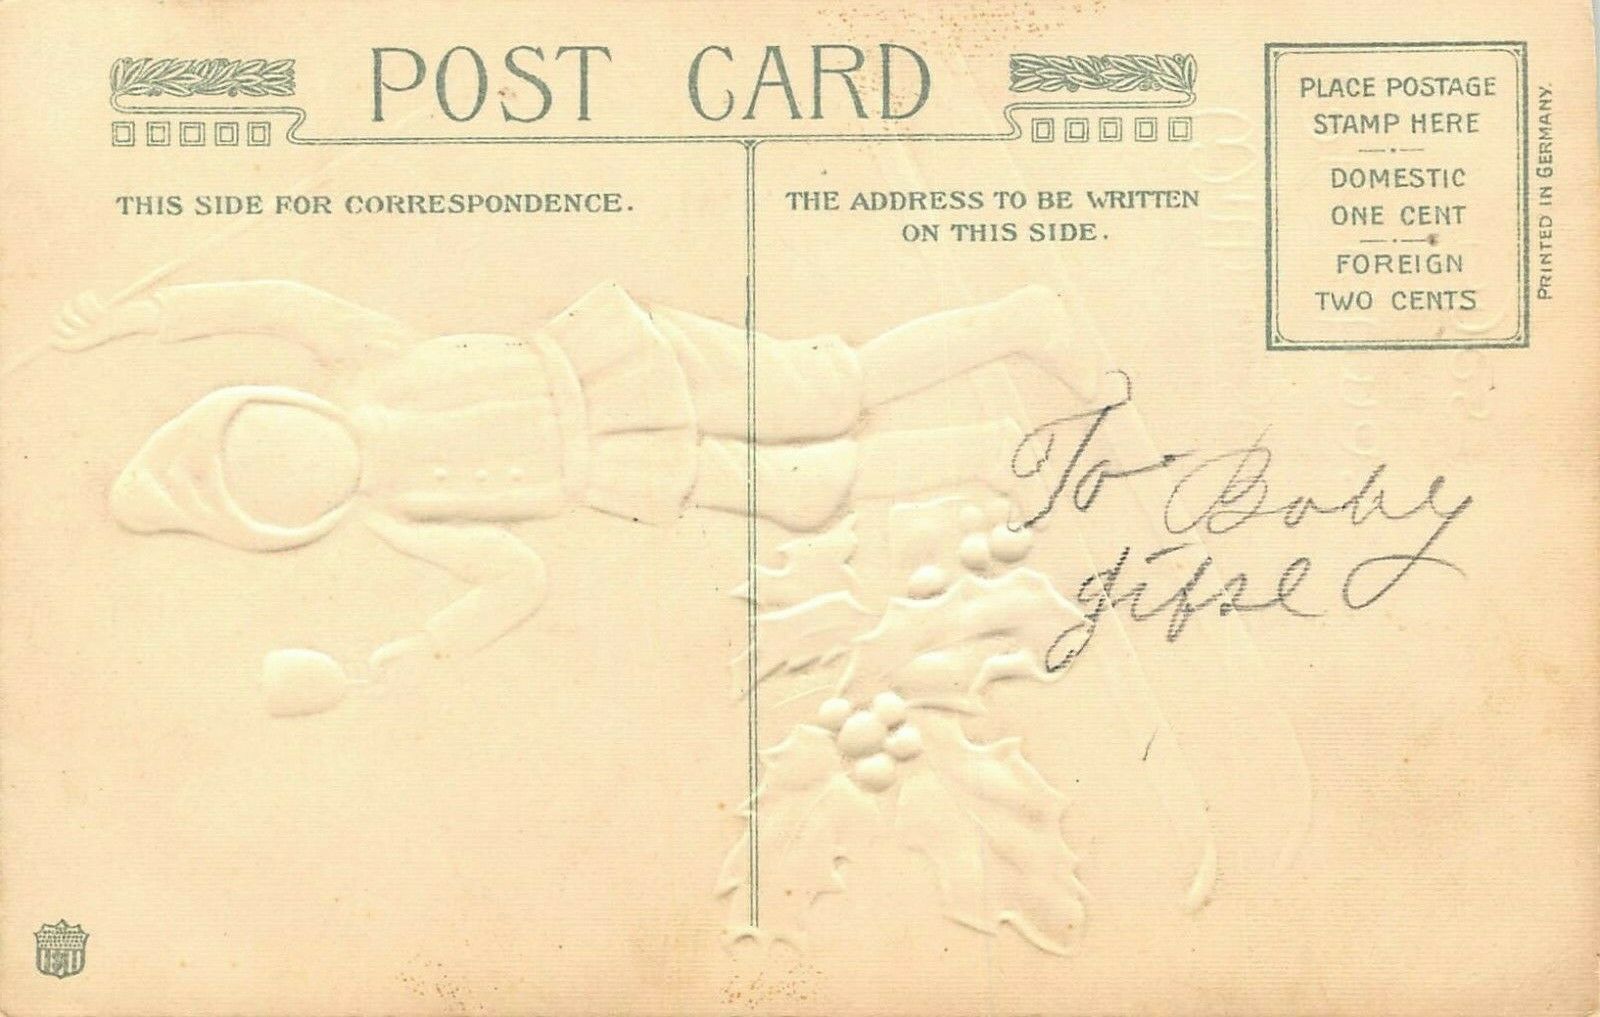 POST CARD
THIS SIDE FOR CORRESPONDENCE.
THE ADDRESS TO BE WRITTEN
ON THIS SIDE.
PLACE POSTAGE
STAMP HERE
DOMESTIC
ONE CENT
FOREIGN
TWO CENTS
PRINTED IN GERMANY.
To Baby